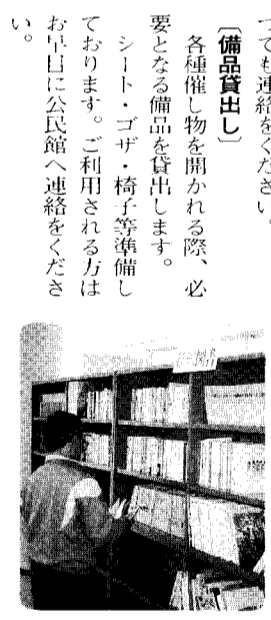 つても連絡をください。
〔備品貸出し〕
各種催し物を開かれる際、必
要となる備品を貸出します。
シート・ゴザ・椅子等準備し
ております。ご利用される方は
お早目に公民館へ連絡をくださ
い。